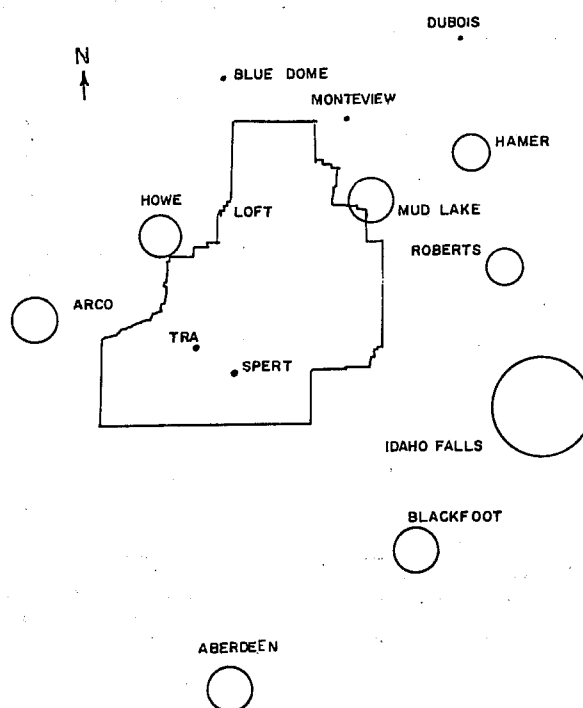 DUBOIS
N
BLUE DOME
MONTEVIEW
HAMER
HOWE
LOFT
MUD LAKE
ROBERTS
ARCO
TRA
SPERT
IDAHO FALLS
BLACKFOOT
ABERDEEN